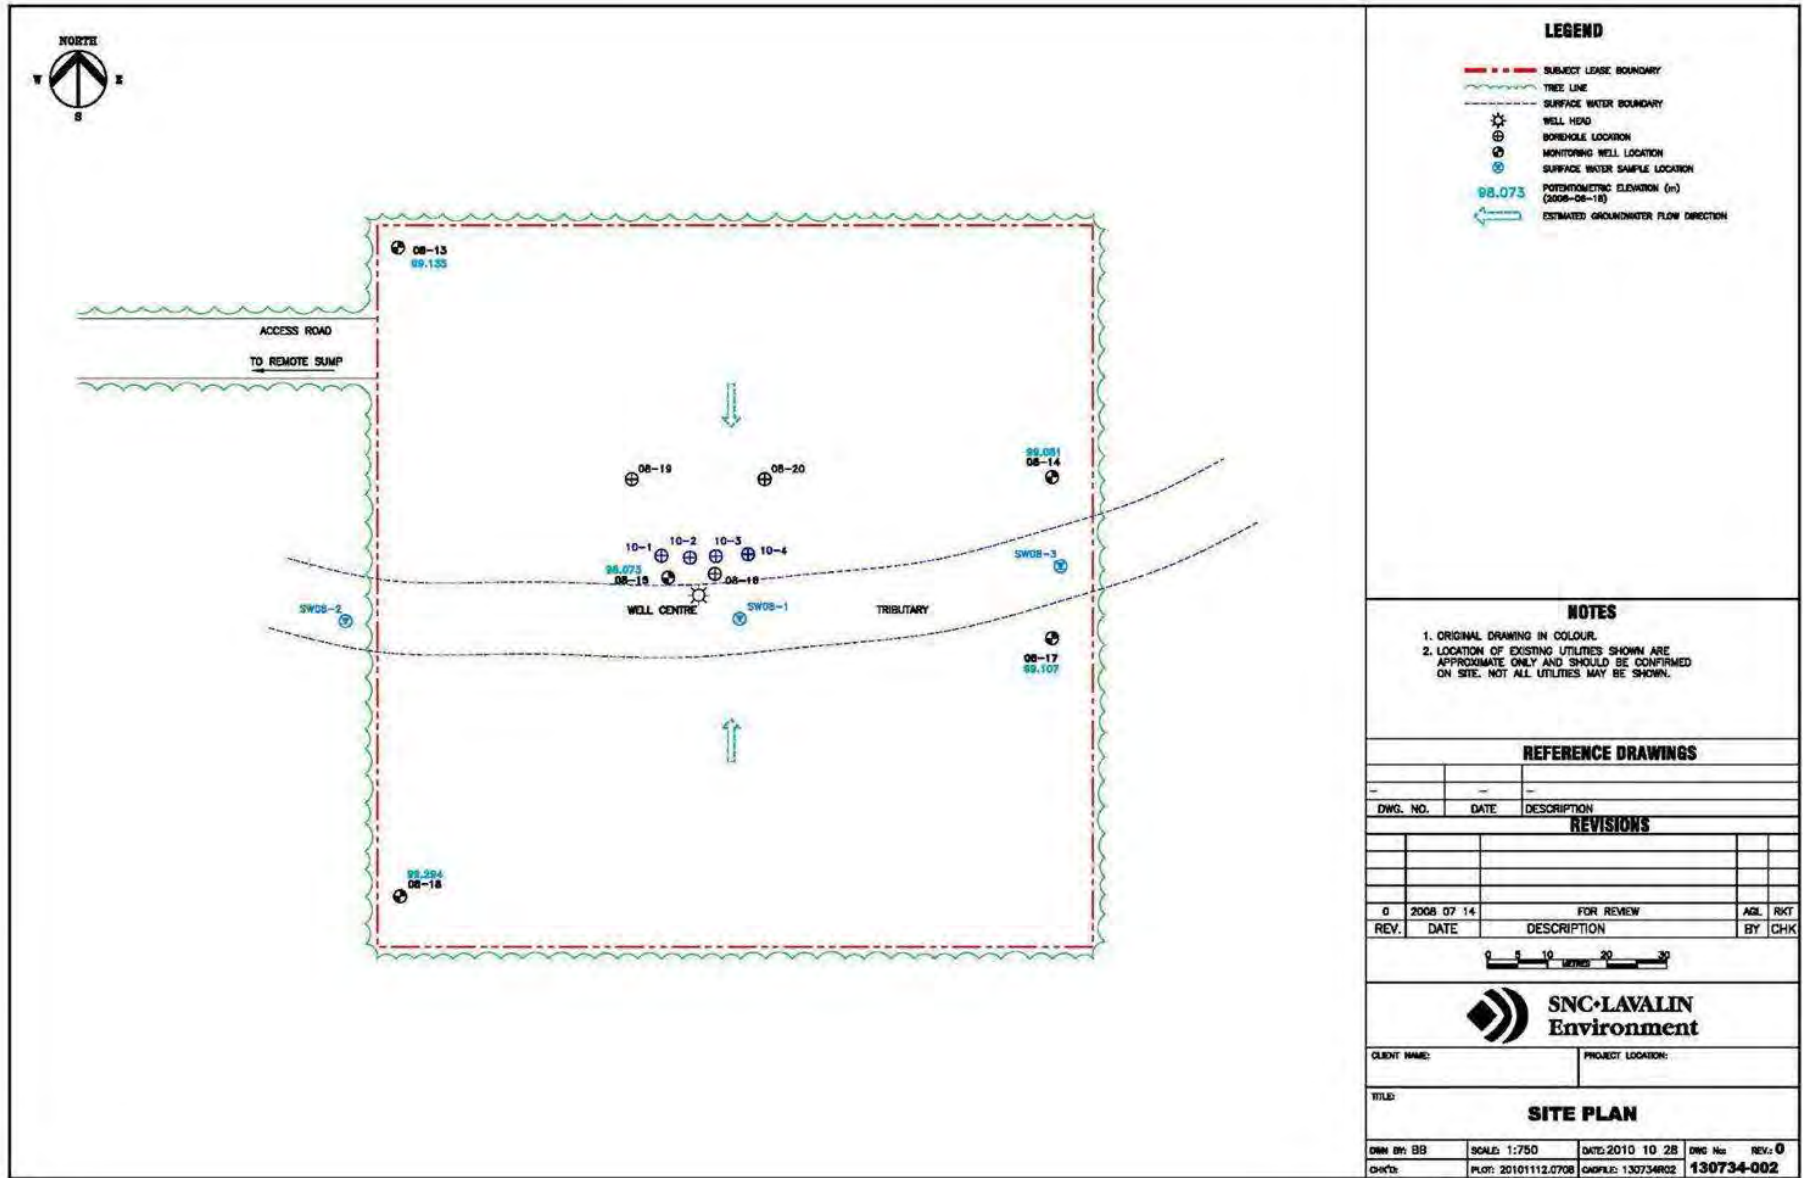 NORTH
W E
S
08-13
99.135
ACCESS ROAD
TO REMOTE SUMP
08-19
08-20
99.081
08-14
10-1 10-2 10-3 10-4
98.073
08-15
08-16
SW08-3
SW08-2
WELL CENTRE
SW08-1
TRIBUTARY
08-17
99.107
99.294
08-18
LEGEND
SUBJECT LEASE BOUNDARY
TREE LINE
SURFACE WATER BOUNDARY
WELL HEAD
BOREHOLE LOCATION
MONITORING WELL LOCATION
SURFACE WATER SAMPLE LOCATION
98.073 POTENTIOMETRIC ELEVATION (m)
(2008-06-18)
ESTIMATED GROUNDWATER FLOW DIRECTION
NOTES
1. ORIGINAL DRAWING IN COLOUR.
2. LOCATION OF EXISTING UTILITIES SHOWN ARE
APPROXIMATE ONLY AND SHOULD BE CONFIRMED
ON SITE. NOT ALL UTILITIES MAY BE SHOWN.
REFERENCE DRAWINGS
- - -
DWG. NO. DATE DESCRIPTION
REVISIONS
0 2008 07 14 FOR REVIEW AGL RKT
REV. DATE DESCRIPTION BY CHK
0 5 10 20 30
METRES
SNC•LAVALIN
Environment
CLIENT NAME: PROJECT LOCATION:
TITLE:
SITE PLAN
DWN BY: BB SCALE: 1:750 DATE: 2010 10 28 DWG No: REV.: 0
CHK'D: PLOT: 20101112.0708 CADFILE: 130734R02 130734-002